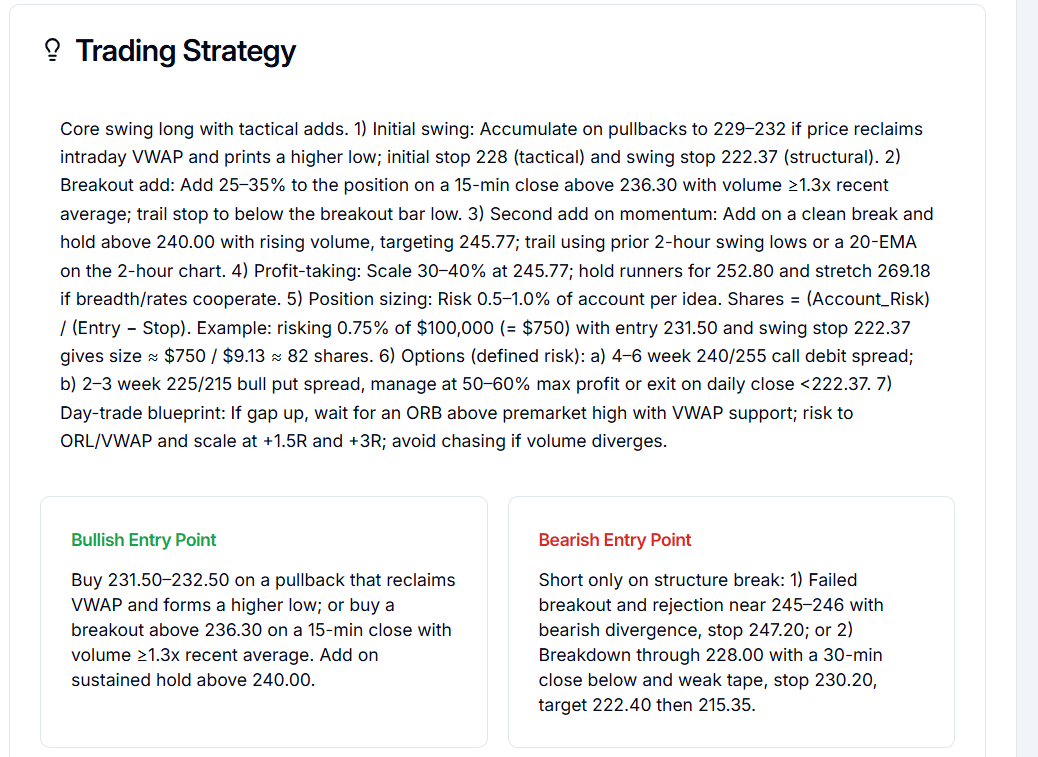 Trading Strategy
Core swing long with tactical adds. 1) Initial swing: Accumulate on pullbacks to 229–232 if price reclaims
intraday VWAP and prints a higher low; initial stop 228 (tactical) and swing stop 222.37 (structural). 2)
Breakout add: Add 25–35% to the position on a 15-min close above 236.30 with volume ≥1.3x recent
average; trail stop to below the breakout bar low. 3) Second add on momentum: Add on a clean break and
hold above 240.00 with rising volume, targeting 245.77; trail using prior 2-hour swing lows or a 20-EMA
on the 2-hour chart. 4) Profit-taking: Scale 30–40% at 245.77; hold runners for 252.80 and stretch 269.18
if breadth/rates cooperate. 5) Position sizing: Risk 0.5–1.0% of account per idea. Shares = (Account_Risk)
/ (Entry − Stop). Example: risking 0.75% of $100,000 (= $750) with entry 231.50 and swing stop 222.37
gives size ≈ $750 / $9.13 ≈ 82 shares. 6) Options (defined risk): a) 4–6 week 240/255 call debit spread;
b) 2–3 week 225/215 bull put spread, manage at 50–60% max profit or exit on daily close <222.37. 7)
Day-trade blueprint: If gap up, wait for an ORB above premarket high with VWAP support; risk to
ORL/VWAP and scale at +1.5R and +3R; avoid chasing if volume diverges.
Bullish Entry Point
Buy 231.50–232.50 on a pullback that reclaims
VWAP and forms a higher low; or buy a
breakout above 236.30 on a 15-min close with
volume ≥1.3x recent average. Add on
sustained hold above 240.00.
Bearish Entry Point
Short only on structure break: 1) Failed
breakout and rejection near 245–246 with
bearish divergence, stop 247.20; or 2)
Breakdown through 228.00 with a 30-min
close below and weak tape, stop 230.20,
target 222.40 then 215.35.